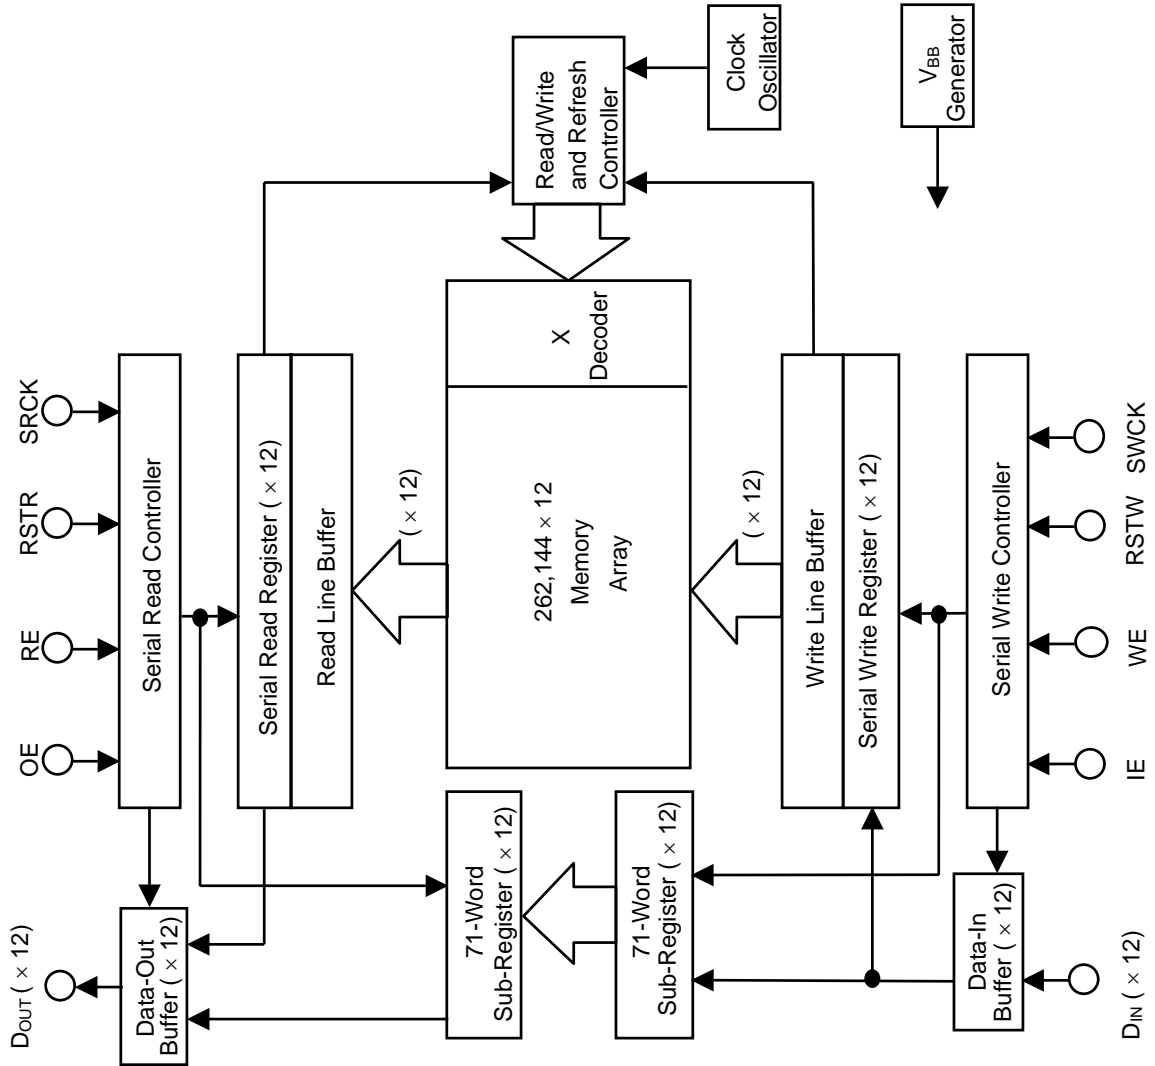 DOUT ( × 12)
OE
RE
RSTR
SRCK
Data-Out
Buffer ( × 12)
Serial Read Controller
Serial Read Register ( × 12)
Read Line Buffer
( × 12)
71-Word
Sub-Register ( × 12)
71-Word
Sub-Register ( × 12)
262,144 × 12
Memory
Array
X
Decoder
Read/Write
and Refresh
Controller
Clock
Oscillator
VBB
Generator
( × 12)
Write Line Buffer
Serial Write Register ( × 12)
Data-In
Buffer ( × 12)
Serial Write Controller
DIN ( × 12)
IE
WE
RSTW
SWCK